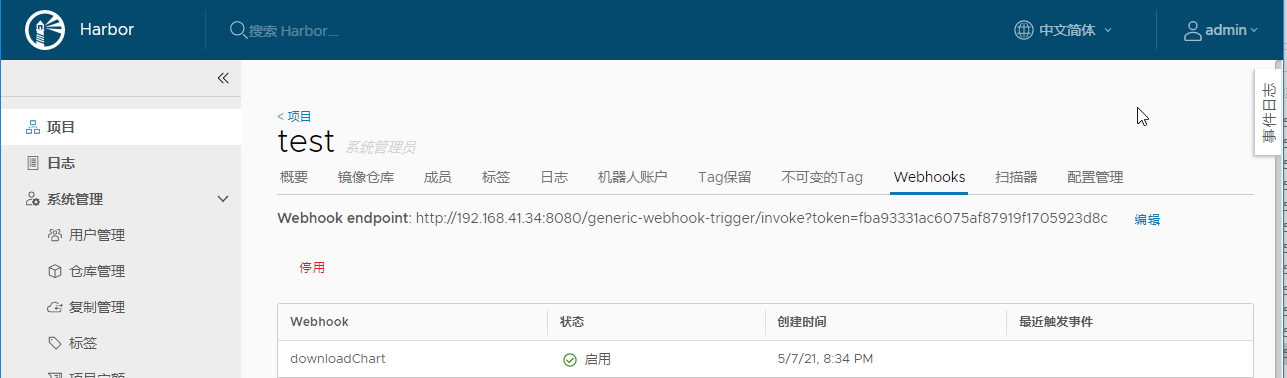 Harbor
搜索 Harbor...
中文简体
admin
事件日志
项目
日志
系统管理
用户管理
仓库管理
复制管理
标签
< 项目
test 系统管理员
概要 镜像仓库 成员 标签 日志 机器人账户 Tag保留 不可变的Tag Webhooks 扫描器 配置管理
Webhook endpoint: http://192.168.41.34:8080/generic-webhook-trigger/invoke?token=fba93331ac6075af87919f1705923d8c 编辑
停用
Webhook 状态 创建时间 最近触发事件
downloadChart 启用 5/7/21, 8:34 PM